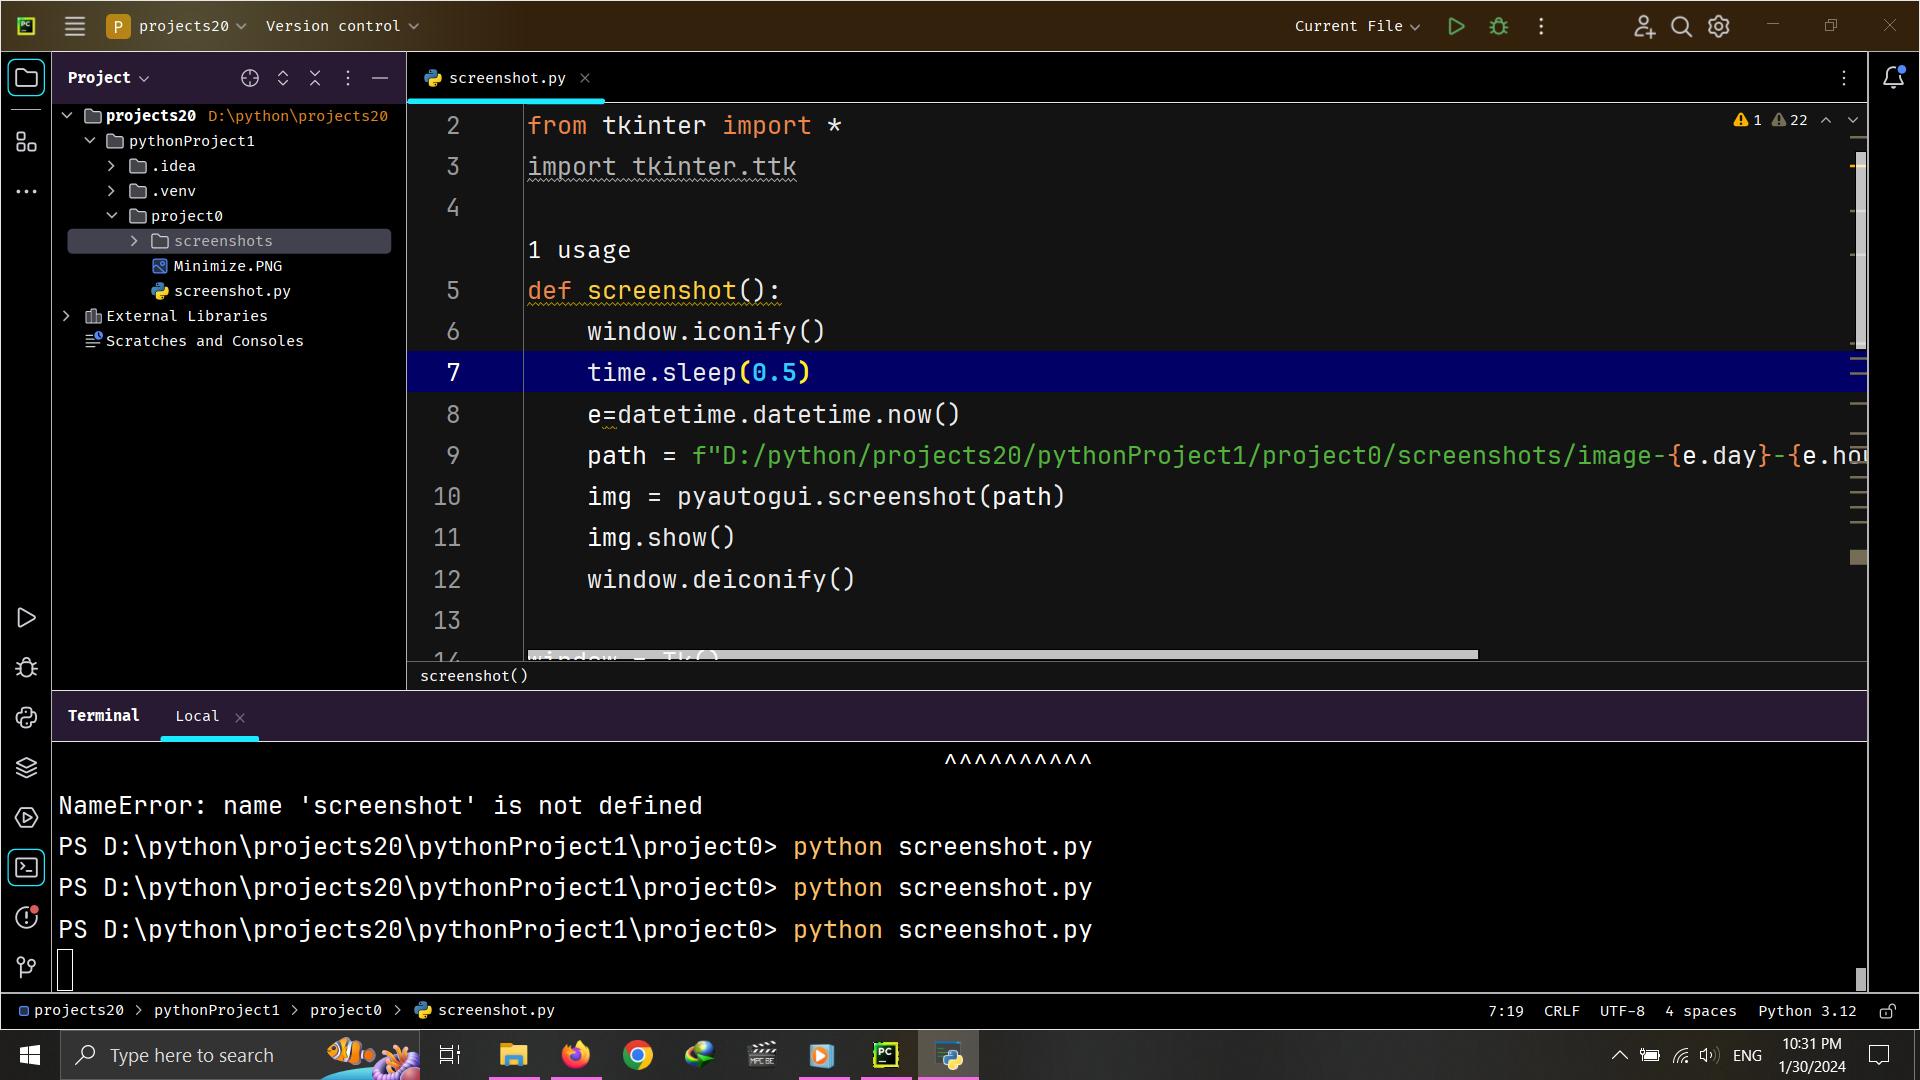 PC
P projects20 Version control Current File
Project
screenshot.py
projects20 D:\python\projects20
pythonProject1
.idea
.venv
project0
screenshots
Minimize.PNG
screenshot.py
External Libraries
Scratches and Consoles
1 22
2 from tkinter import *
3 import tkinter.ttk
4
1 usage
5 def screenshot():
6 window.iconify()
7 time.sleep(0.5)
8 e=datetime.datetime.now()
9 path = f"D:/python/projects20/pythonProject1/project0/screenshots/image-{e.day}-{e.hou
10 img = pyautogui.screenshot(path)
11 img.show()
12 window.deiconify()
13
14 window = Tk()
screenshot()
Terminal Local
^^^^^^^^^^
NameError: name 'screenshot' is not defined
PS D:\python\projects20\pythonProject1\project0> python screenshot.py
PS D:\python\projects20\pythonProject1\project0> python screenshot.py
PS D:\python\projects20\pythonProject1\project0> python screenshot.py
projects20 > pythonProject1 > project0 > screenshot.py 7:19 CRLF UTF-8 4 spaces Python 3.12
Type here to search
MPC BE
PC
ENG
10:31 PM
1/30/2024